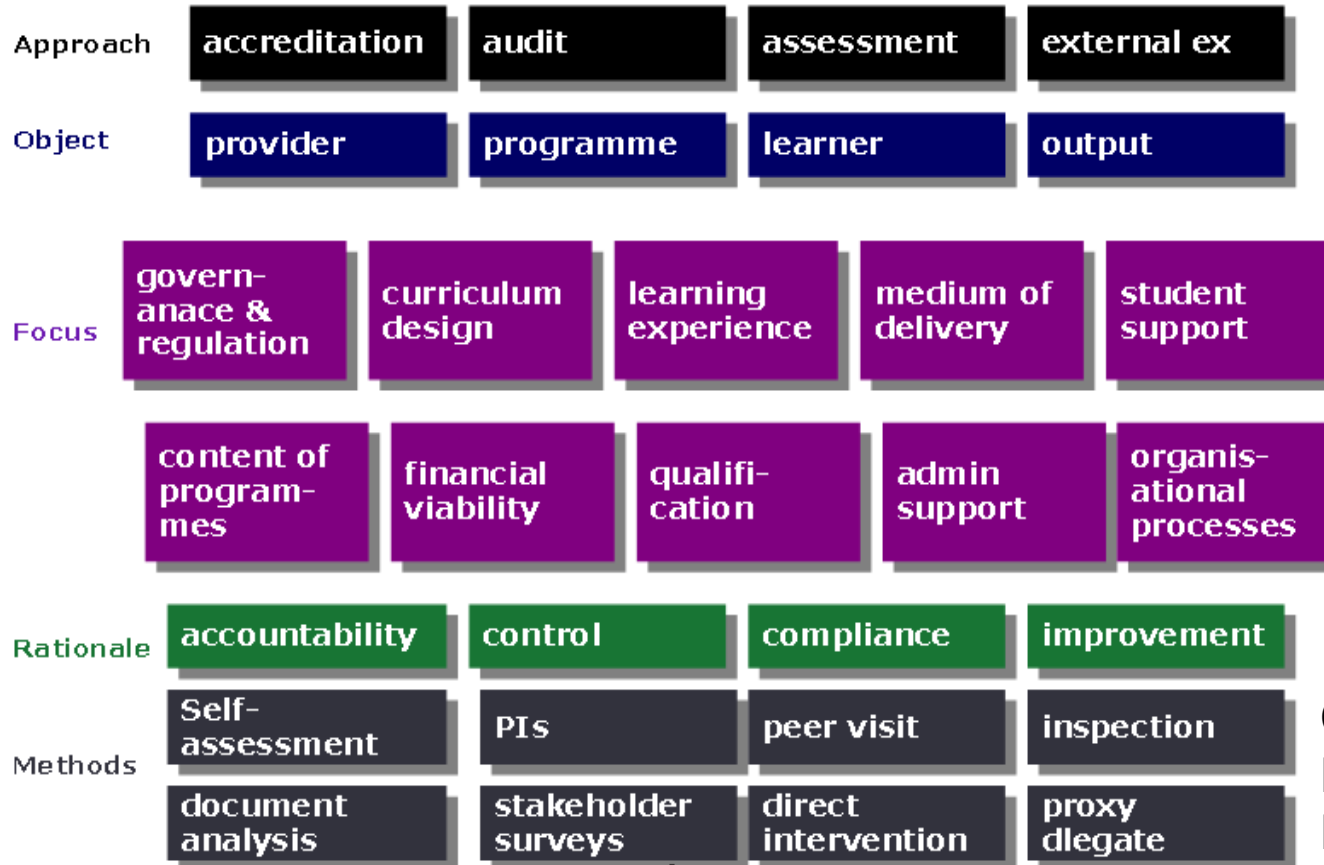 Approach accreditation audit assessment external ex
Object provider programme learner output
Focus
govern-
anace &
regulation
curriculum
design
learning
experience
medium of
delivery
student
support
content of
program-
mes
financial
viability
qualifi-
cation
admin
support
organis-
ational
processes
Rationale accountability control compliance improvement
Methods
Self-
assessment
PIs
peer visit
inspection
document
analysis
stakeholder
surveys
direct
intervention
proxy
dlegate